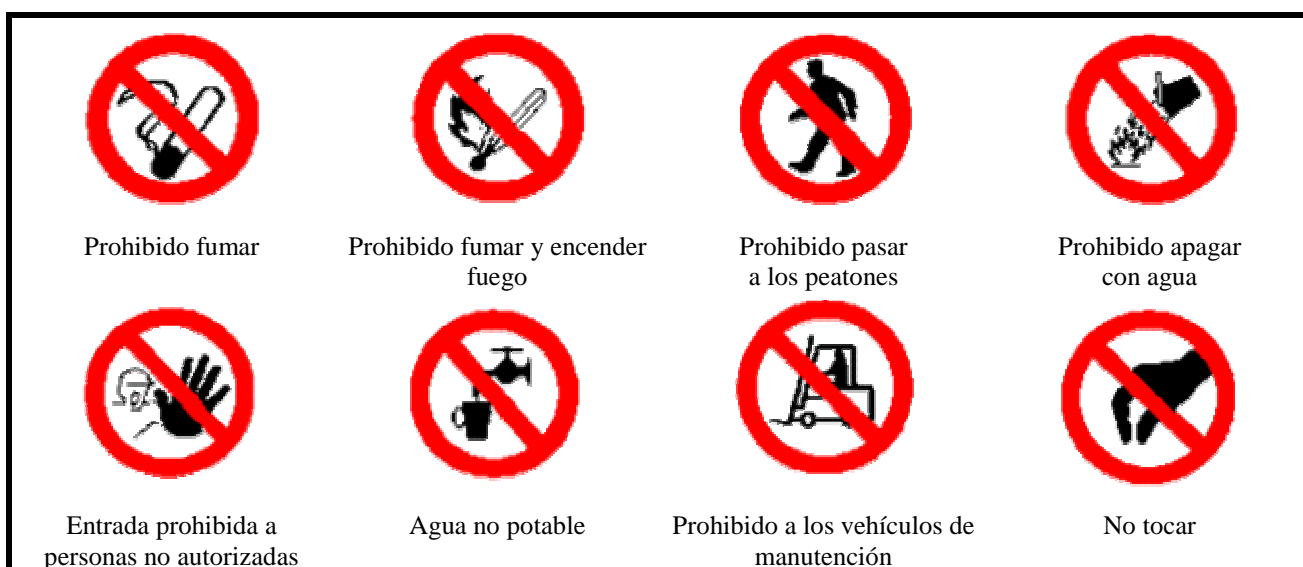 Prohibido fumar
Prohibido fumar y encender
fuego
Prohibido pasar
a los peatones
Prohibido apagar
con agua
Entrada prohibida a
personas no autorizadas
Agua no potable
Prohibido a los vehículos de
manutención
No tocar